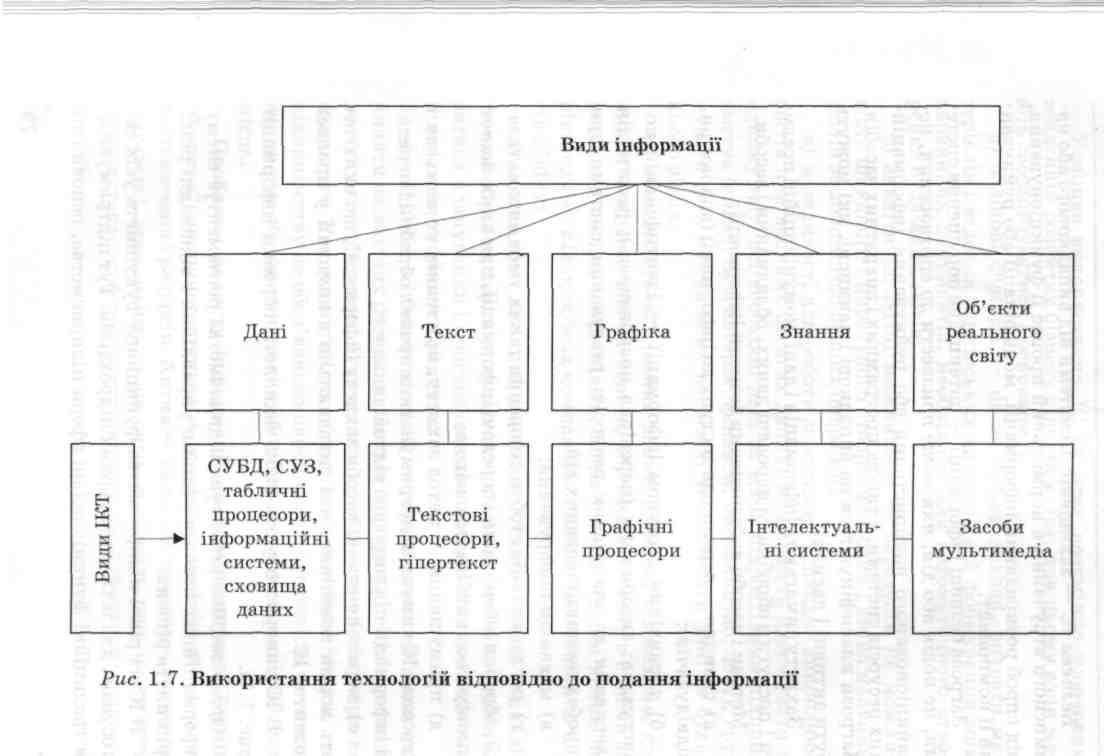 Види інформації
Дані
Текст
Графіка
Знання
Об’єкти
реального
світу
Види ІКТ
СУБД, СУЗ,
табличні
процесори,
інформаційні
системи,
сховища
даних
Текстові
процесори,
гіпертекст
Графічні
процесори
Інтелектуаль-
ні системи
Засоби
мультимедіа
Рис. 1.7. Використання технологій відповідно до подання інформації